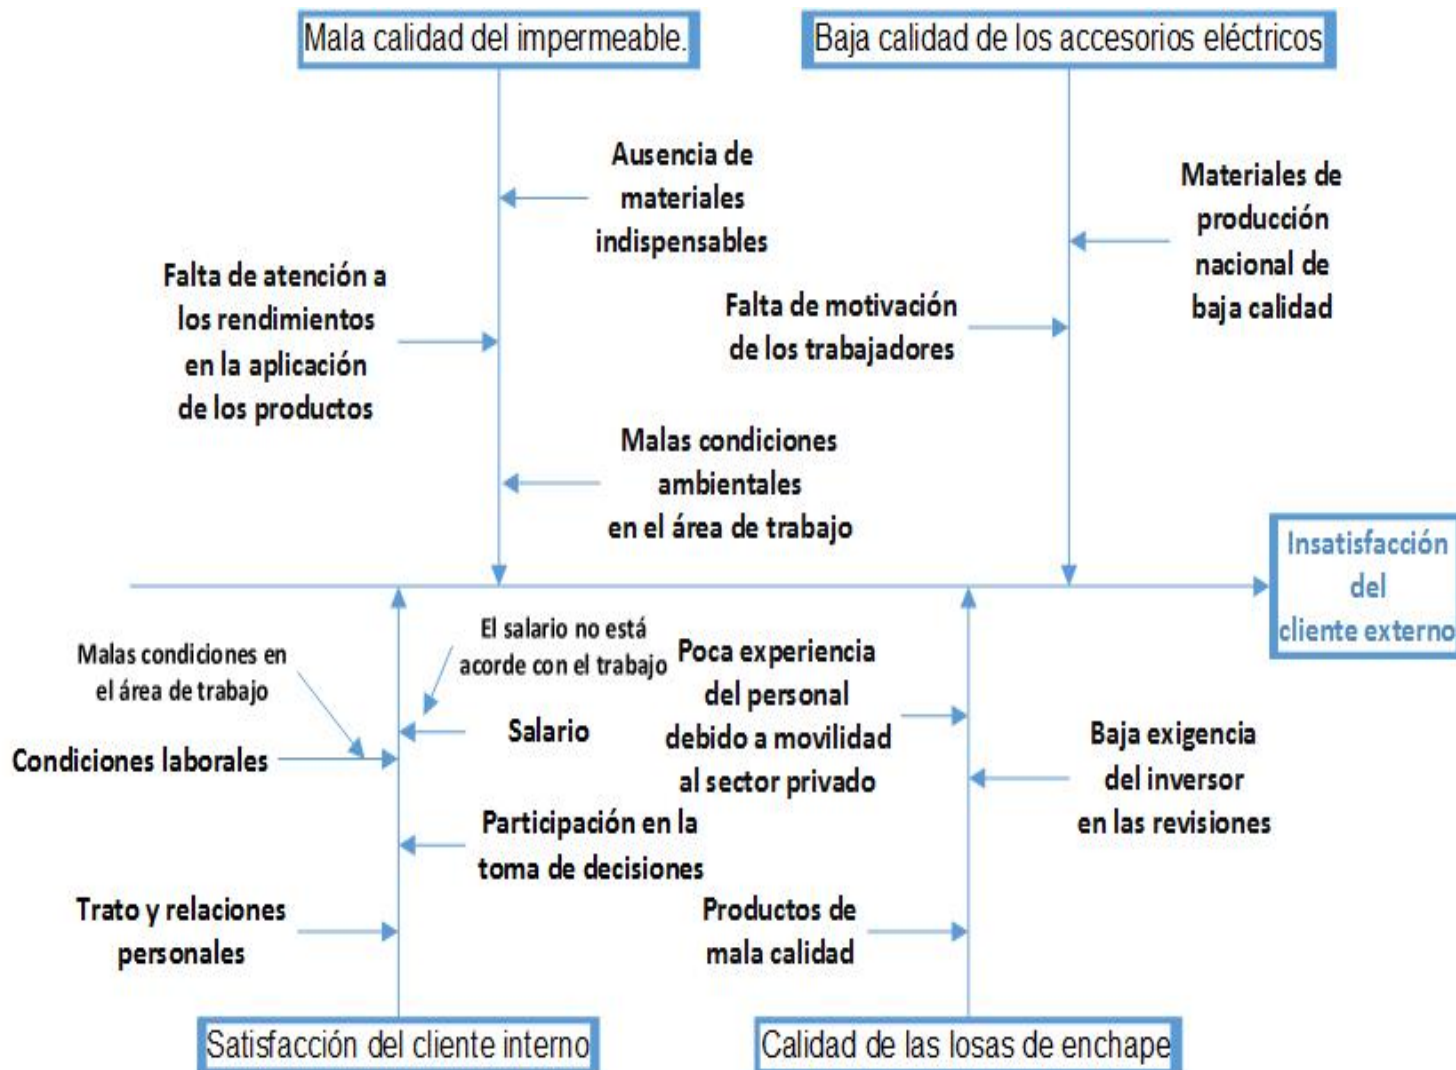 Mala calidad del impermeable.
Baja calidad de los accesorios eléctricos
Ausencia de
materiales
indispensables
Materiales de
producción
nacional de
baja calidad
Falta de atención a
los rendimientos
en la aplicación
de los productos
Falta de motivación
de los trabajadores
Malas condiciones
ambientales
en el área de trabajo
Insatisfacción
del
cliente externo
Malas condiciones en
el área de trabajo
El salario no está
acorde con el trabajo
Condiciones laborales
Salario
Participación en la
toma de decisiones
Trato y relaciones
personales
Poca experiencia
del personal
debido a movilidad
al sector privado
Baja exigencia
del inversor
en las revisiones
Productos de
mala calidad
Satisfacción del cliente interno
Calidad de las losas de enchape